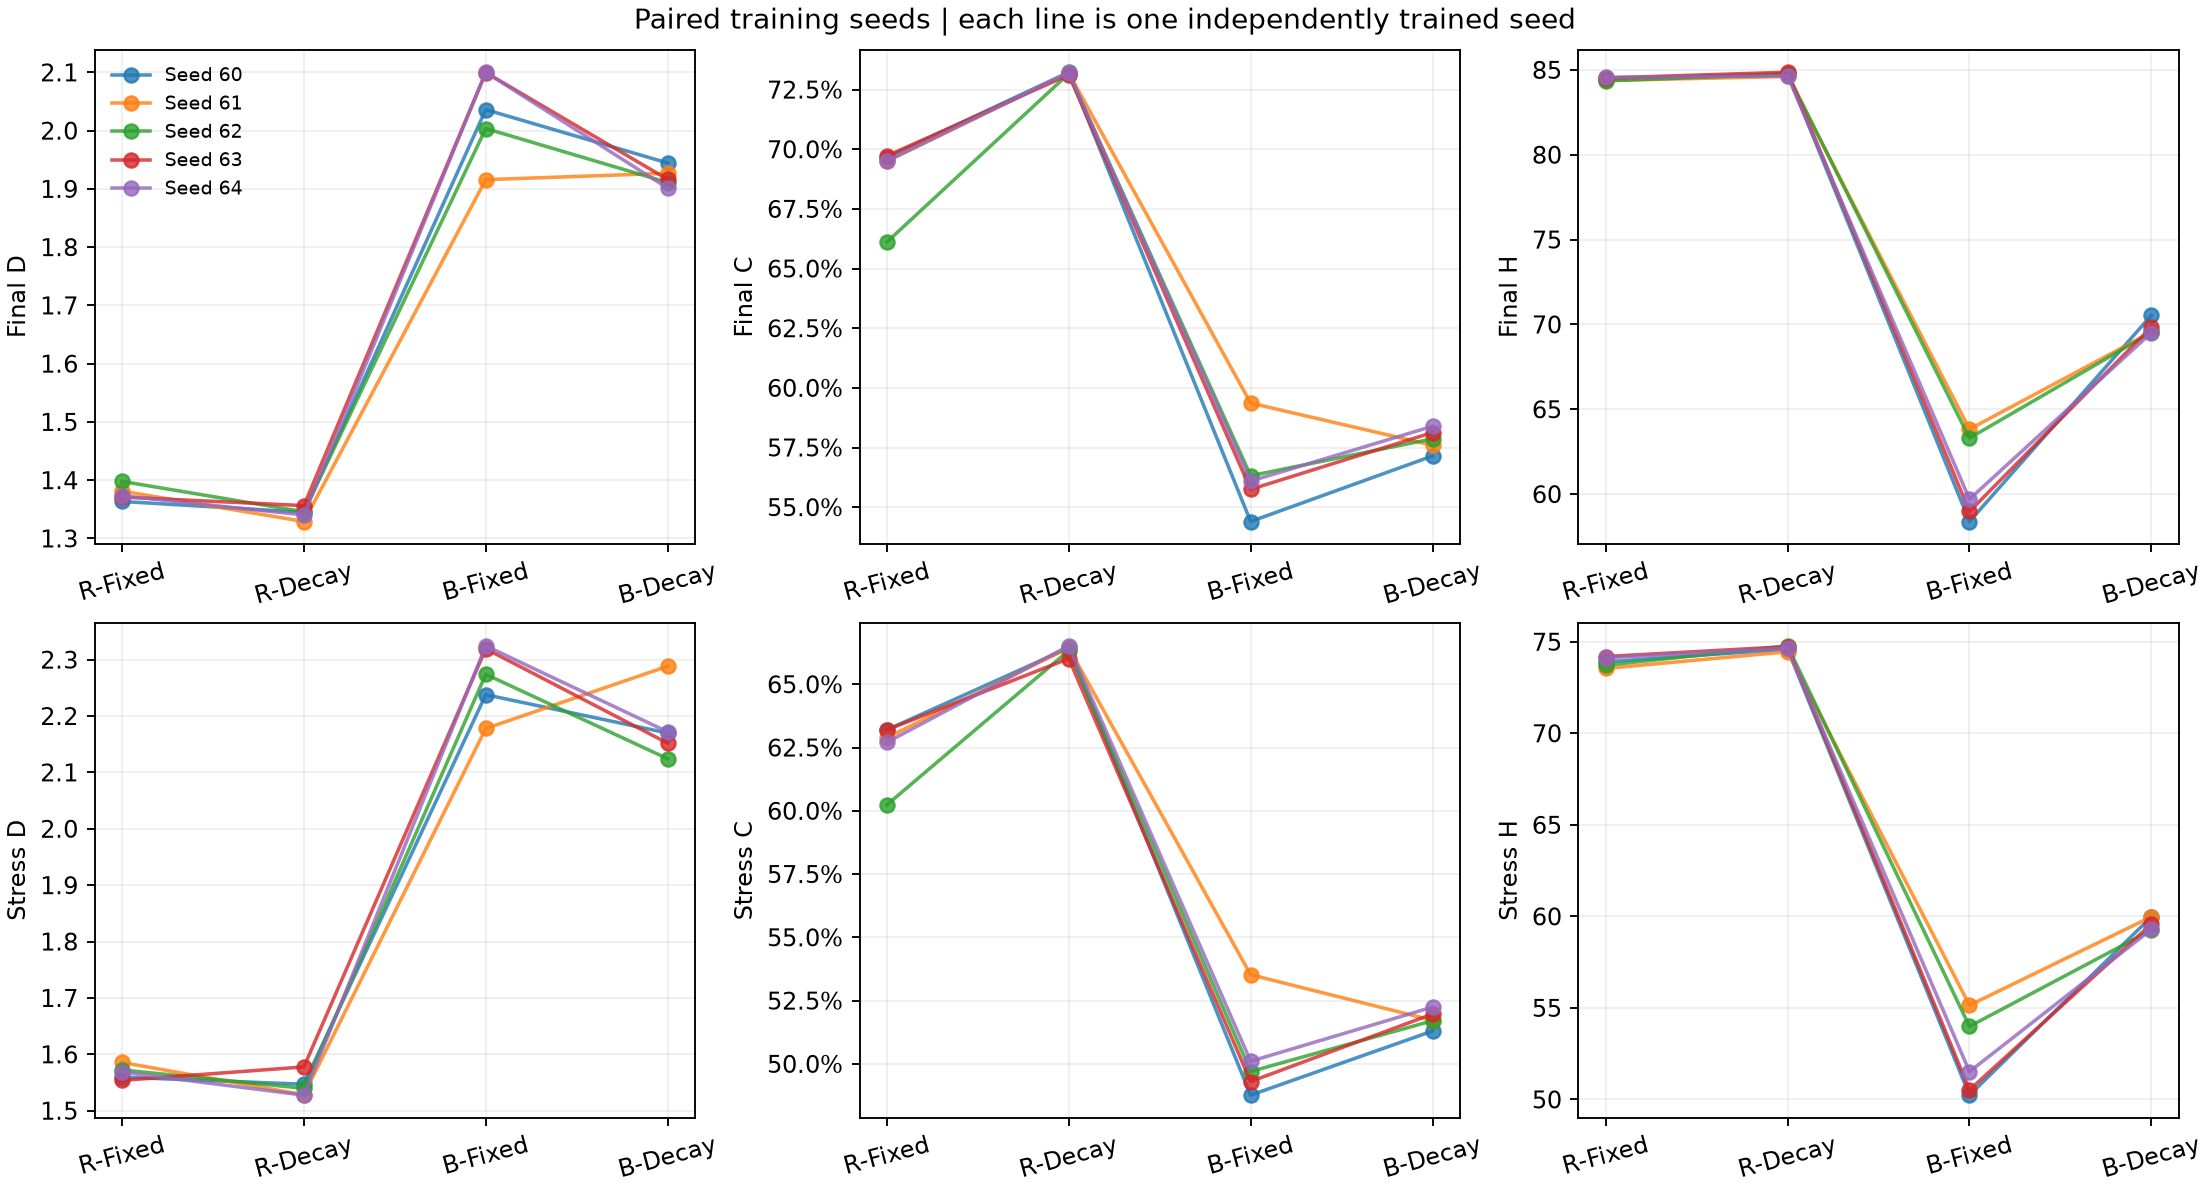 Paired training seeds | each line is one independently trained seed
Final D
2.1
2.0
1.9
1.8
1.7
1.6
1.5
1.4
1.3
Seed 60
Seed 61
Seed 62
Seed 63
Seed 64
R-Fixed
R-Decay
B-Fixed
B-Decay
Final C
72.5%
70.0%
67.5%
65.0%
62.5%
60.0%
57.5%
55.0%
R-Fixed
R-Decay
B-Fixed
B-Decay
Final H
85
80
75
70
65
60
R-Fixed
R-Decay
B-Fixed
B-Decay
Stress D
2.3
2.2
2.1
2.0
1.9
1.8
1.7
1.6
1.5
R-Fixed
R-Decay
B-Fixed
B-Decay
Stress C
65.0%
62.5%
60.0%
57.5%
55.0%
52.5%
50.0%
R-Fixed
R-Decay
B-Fixed
B-Decay
Stress H
75
70
65
60
55
50
R-Fixed
R-Decay
B-Fixed
B-Decay